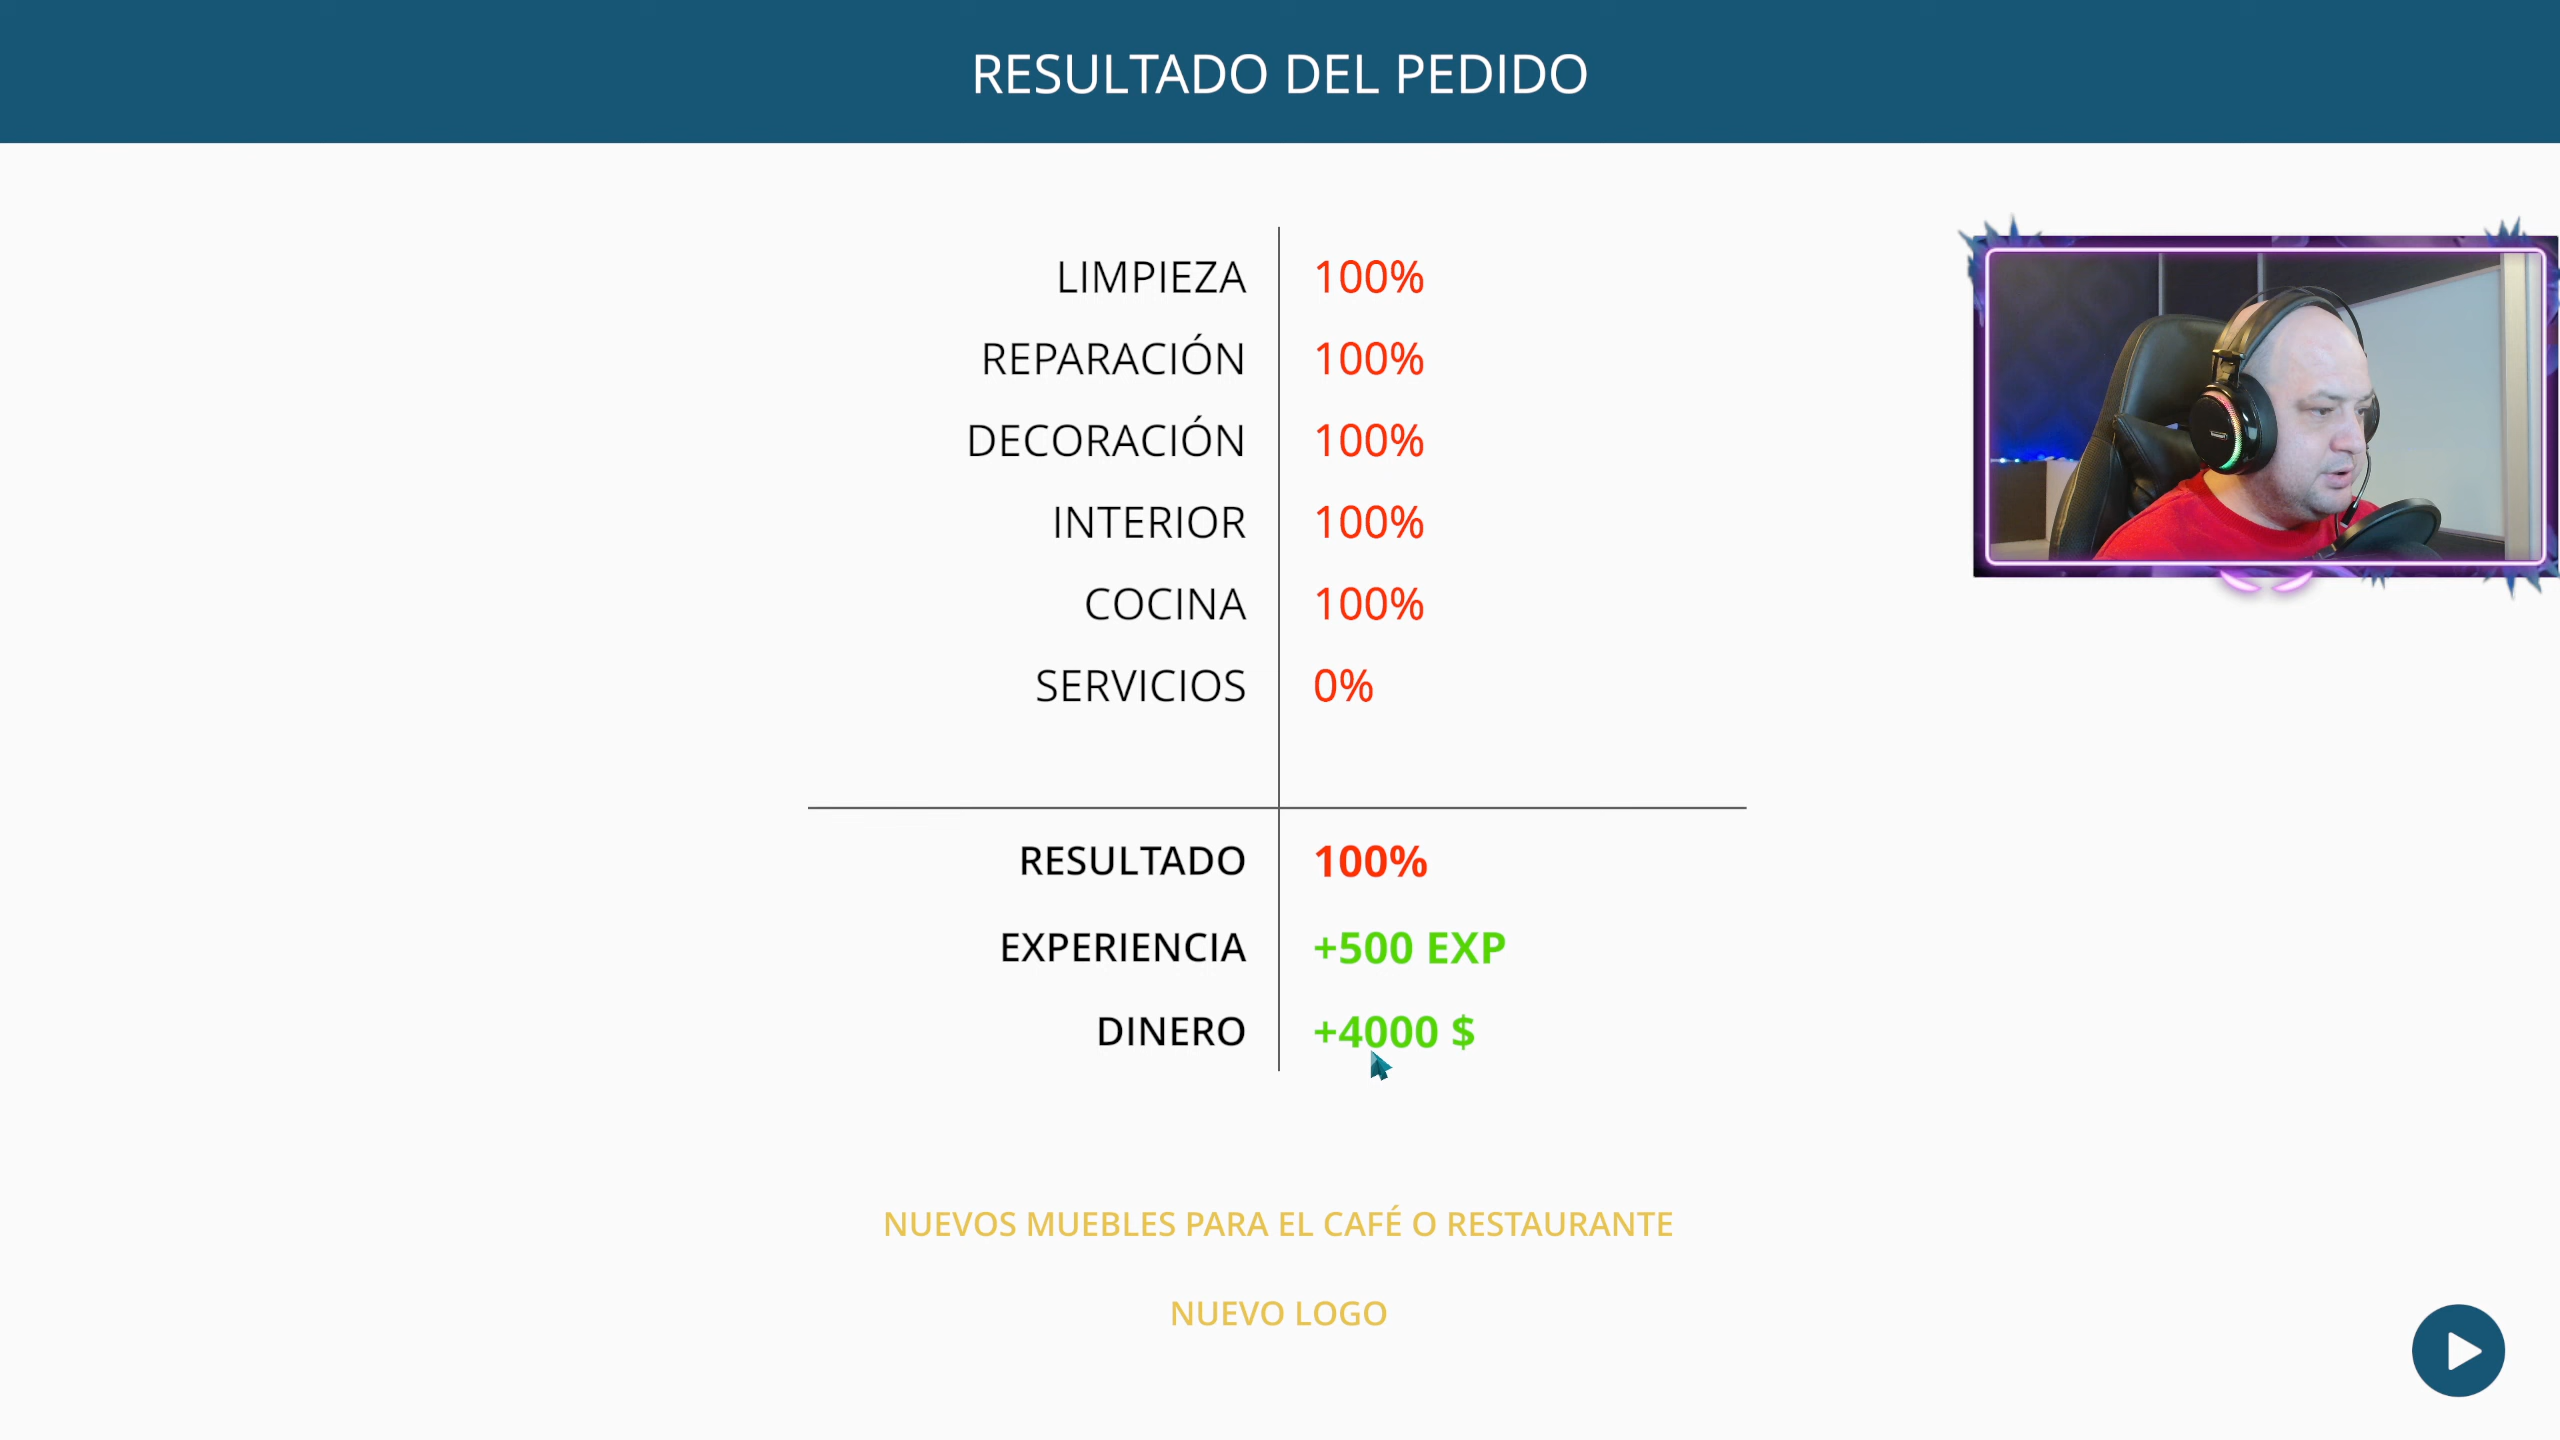 RESULTADO DEL PEDIDO
LIMPIEZA 100%
REPARACIÓN 100%
DECORACIÓN 100%
INTERIOR 100%
COCINA 100%
SERVICIOS 0%
RESULTADO 100%
EXPERIENCIA +500 EXP
DINERO +4000 $
NUEVOS MUEBLES PARA EL CAFÉ O RESTAURANTE
NUEVO LOGO